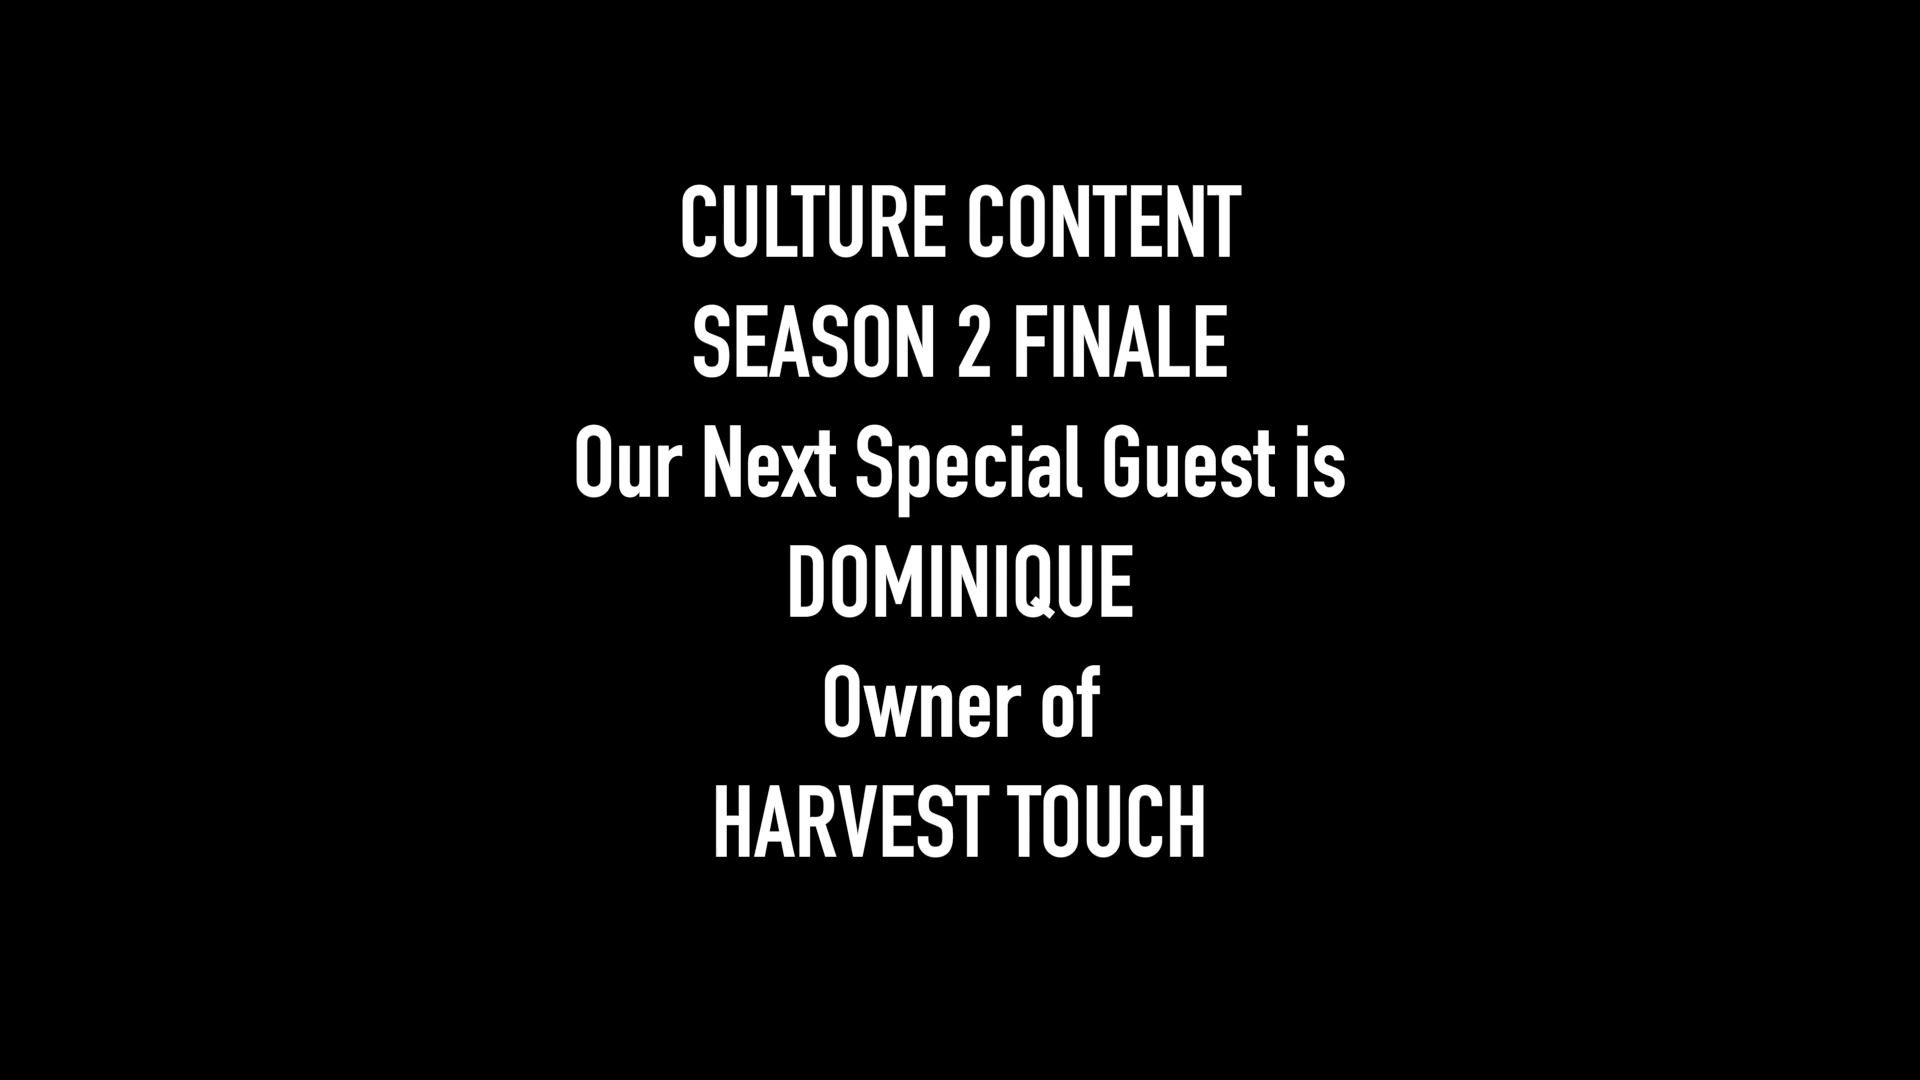 CULTURE CONTENT
SEASON 2 FINALE
Our Next Special Guest is
DOMINIQUE
Owner of
HARVEST TOUCH